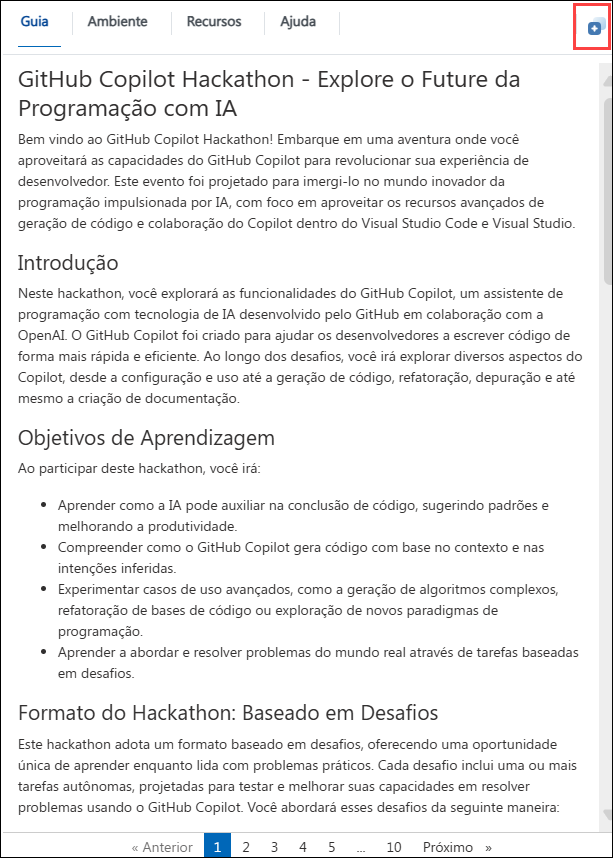 Guia
Ambiente
Recursos
Ajuda
GitHub Copilot Hackathon - Explore o Future da
Programação com IA
Bem vindo ao GitHub Copilot Hackathon! Embarque em uma aventura onde você
aproveitará as capacidades do GitHub Copilot para revolucionar sua experiência de
desenvolvedor. Este evento foi projetado para imergi-lo no mundo inovador da
programação impulsionada por IA, com foco em aproveitar os recursos avançados de
geração de código e colaboração do Copilot dentro do Visual Studio Code e Visual Studio.
Introdução
Neste hackathon, você explorará as funcionalidades do GitHub Copilot, um assistente de
programação com tecnologia de IA desenvolvido pelo GitHub em colaboração com a
OpenAI. O GitHub Copilot foi criado para ajudar os desenvolvedores a escrever código de
forma mais rápida e eficiente. Ao longo dos desafios, você irá explorar diversos aspectos do
Copilot, desde a configuração e uso até a geração de código, refatoração, depuração e até
mesmo a criação de documentação.
Objetivos de Aprendizagem
Ao participar deste hackathon, você irá:
• Aprender como a IA pode auxiliar na conclusão de código, sugerindo padrões e
melhorando a produtividade.
• Compreender como o GitHub Copilot gera código com base no contexto e nas
intenções inferidas.
• Experimentar casos de uso avançados, como a geração de algoritmos complexos,
refatoração de bases de código ou exploração de novos paradigmas de
programação.
• Aprender a abordar e resolver problemas do mundo real através de tarefas baseadas
em desafios.
Formato do Hackathon: Baseado em Desafios
Este hackathon adota um formato baseado em desafios, oferecendo uma oportunidade
única de aprender enquanto lida com problemas práticos. Cada desafio inclui uma ou mais
tarefas autônomas, projetadas para testar e melhorar suas capacidades em resolver
problemas usando o GitHub Copilot. Você abordará esses desafios da seguinte maneira:
« Anterior 1 2 3 4 5 ... 10 Próximo »